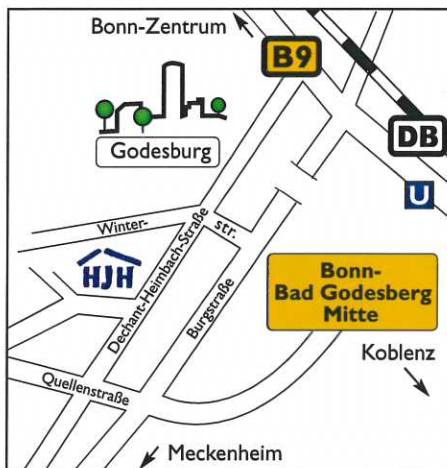 Bonn-Zentrum
B9
DB
Godesburg
U
Winter-
str.
HJH
Dechant-Heimbach-Straße
Burgstraße
Bonn-
Bad Godesberg
Mitte
Koblenz
Quellenstraße
Meckenheim